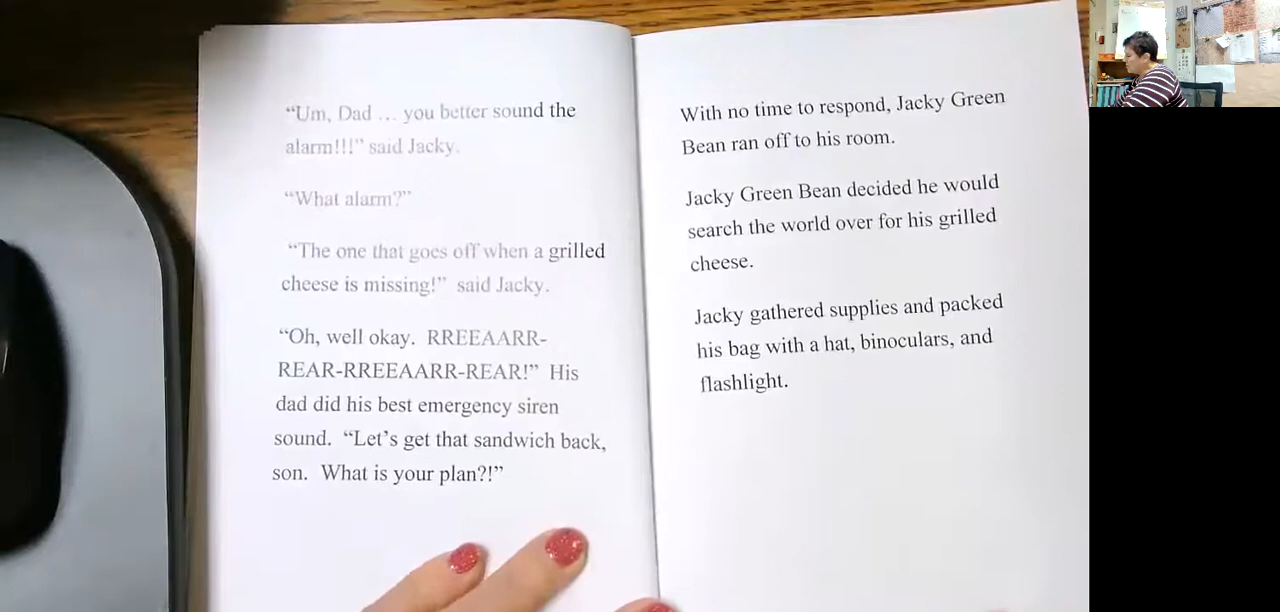 “Um, Dad … you better sound the
alarm!!!” said Jacky.
“What alarm?”
“The one that goes off when a grilled
cheese is missing!” said Jacky.
“Oh, well okay. RREEAARR-
REAR-RREEAARR-REAR!” His
dad did his best emergency siren
sound. “Let’s get that sandwich back,
son. What is your plan?!”
With no time to respond, Jacky Green
Bean ran off to his room.
Jacky Green Bean decided he would
search the world over for his grilled
cheese.
Jacky gathered supplies and packed
his bag with a hat, binoculars, and
flashlight.